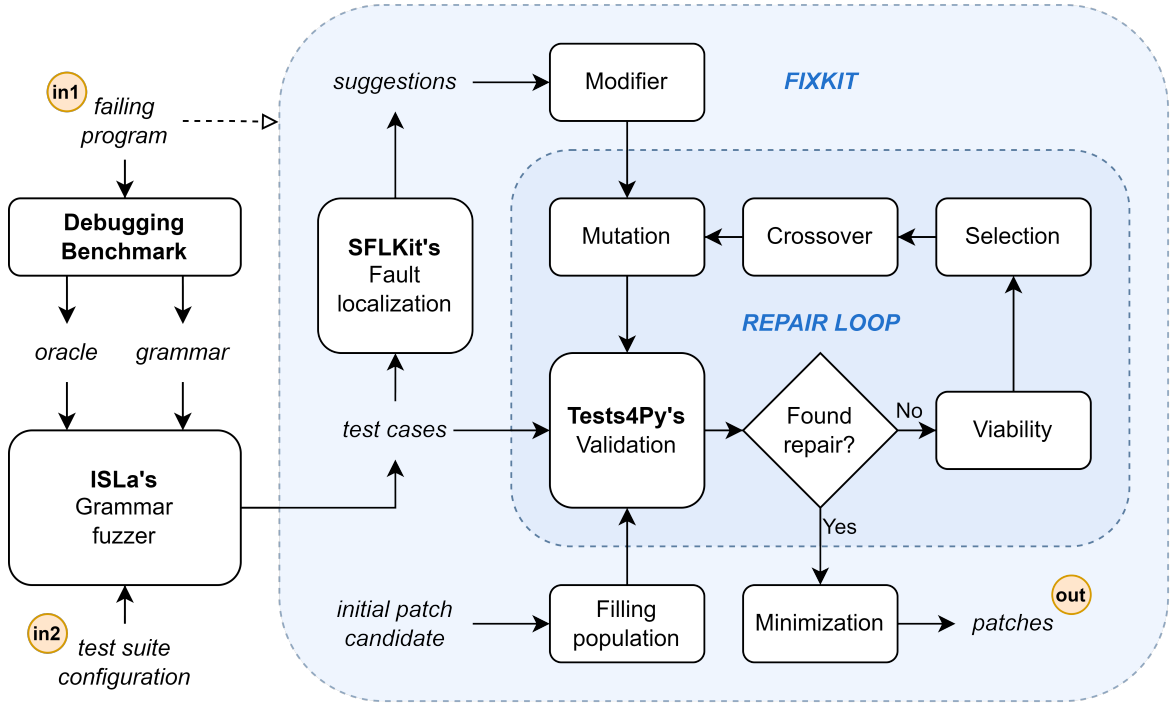 in1
failing
program
Debugging
Benchmark
oracle
grammar
ISLa's
Grammar
fuzzer
in2
test suite
configuration
suggestions
Modifier
FIXKIT
SFLKit's
Fault
localization
Mutation
Crossover
Selection
REPAIR LOOP
test cases
Tests4Py's
Validation
Found
repair?
No
Viability
Yes
initial patch
candidate
Filling
population
Minimization
patches
out